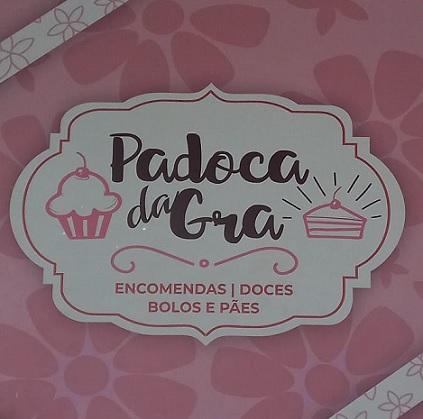 Padoca
da Gra
ENCOMENDAS | DOCES
BOLOS E PÃES